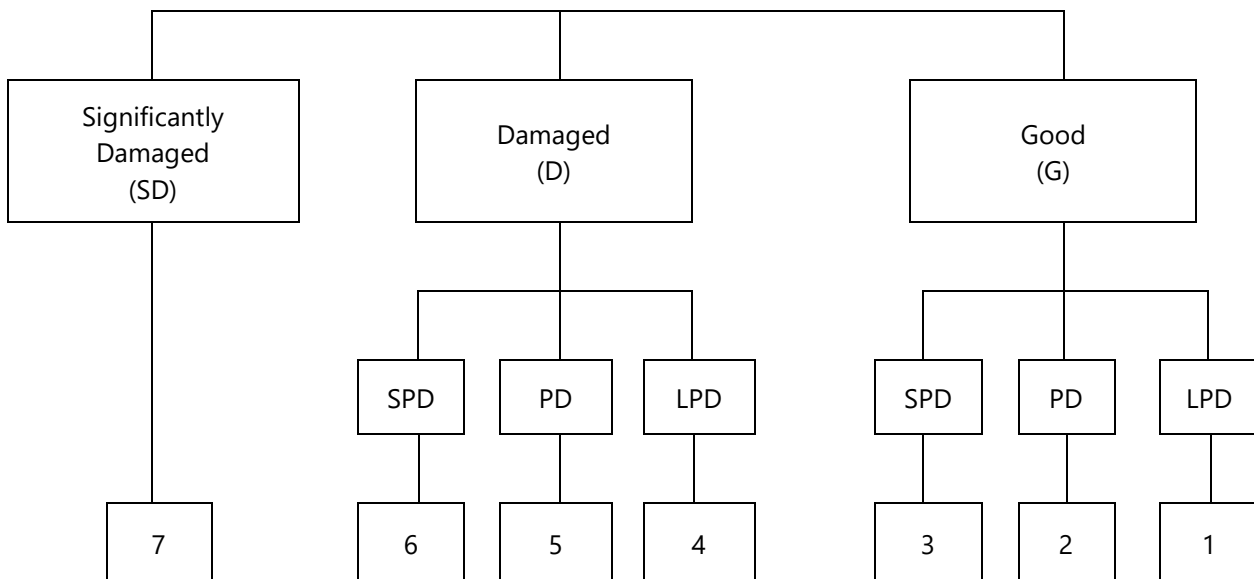 Significantly
Damaged
(SD)
Damaged
(D)
Good
(G)
SPD
PD
LPD
SPD
PD
LPD
7
6
5
4
3
2
1